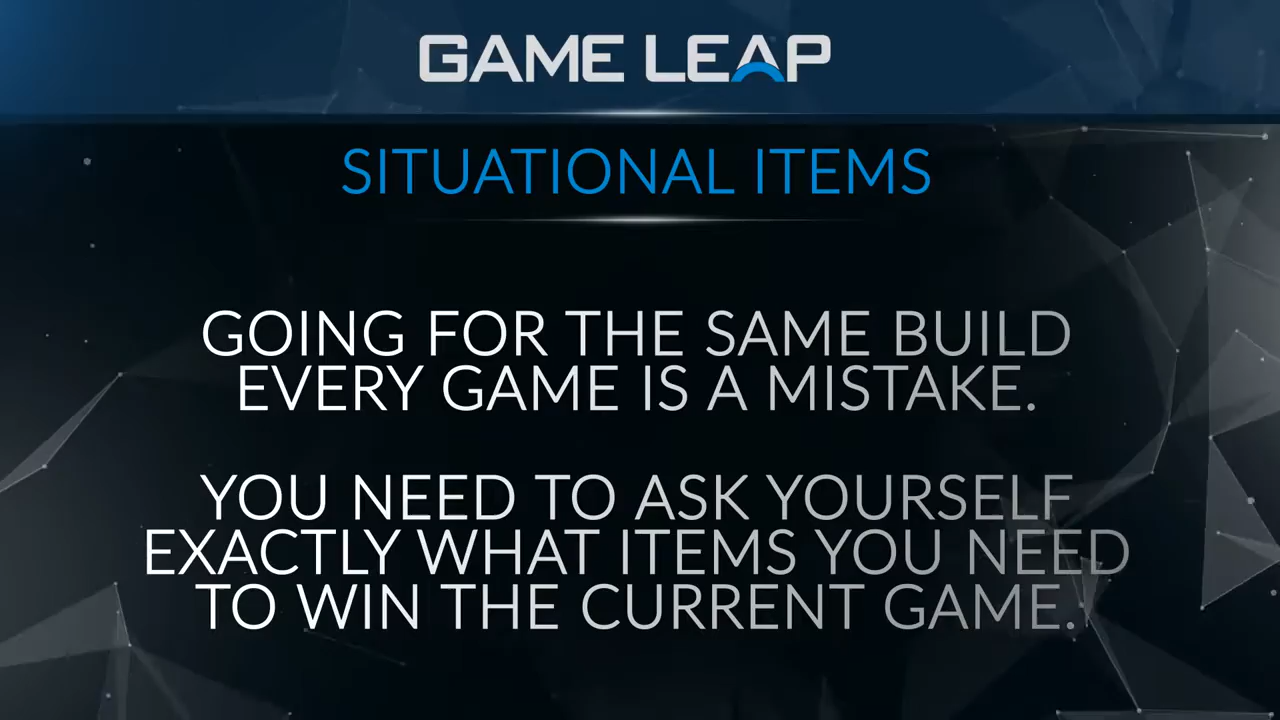 GAME LEAP
SITUATIONAL ITEMS
GOING FOR THE SAME BUILD
EVERY GAME IS A MISTAKE.
YOU NEED TO ASK YOURSELF
EXACTLY WHAT ITEMS YOU NEED
TO WIN THE CURRENT GAME.